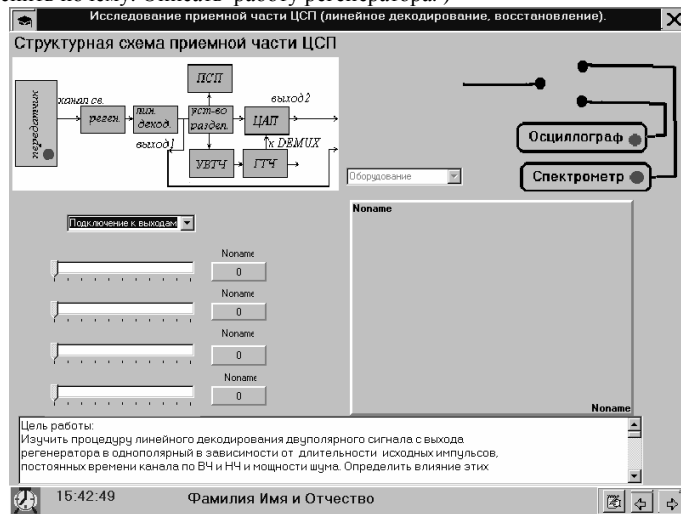 нить почему. Описать работу регенератора. )
Исследование приемной части ЦСП (линейное декодирование, восстановление).
Структурная схема приемной части ЦСП
передатчик
канал св.
реген.
лин. декод.
выход1
ПСП
уст-во раздел.
ЦАП
выход2
к DEMUX
УВТЧ
ГТЧ
Осциллограф
Спектрометр
Оборудование
Подключение к выходам
Noname
0
Noname
0
Noname
0
Noname
0
Noname
Noname
Цель работы:
Изучить процедуру линейного декодирования двуполярного сигнала с выхода
регенератора в однополярный в зависимости от длительности исходных импульсов,
постоянных времени канала по ВЧ и НЧ и мощности шума. Определить влияние этих
15:42:49
Фамилия Имя и Отчество